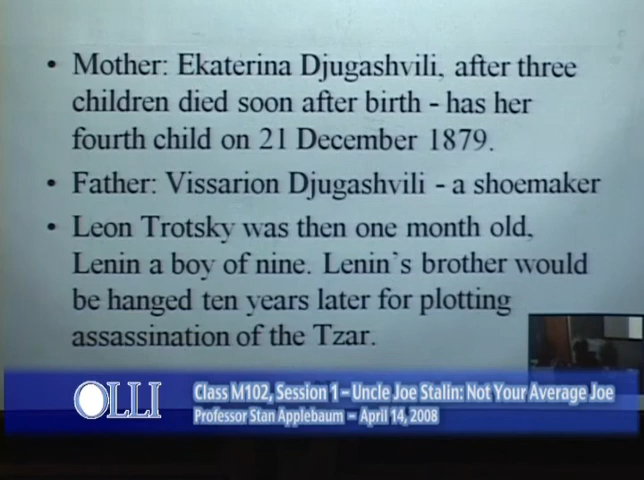 • Mother: Ekaterina Djugashvili, after three
children died soon after birth - has her
fourth child on 21 December 1879.
• Father: Vissarion Djugashvili - a shoemaker
• Leon Trotsky was then one month old,
Lenin a boy of nine. Lenin's brother would
be hanged ten years later for plotting
assassination of the Tzar.
OLLI
Class M102, Session 1 – Uncle Joe Stalin: Not Your Average Joe
Professor Stan Applebaum – April 14, 2008